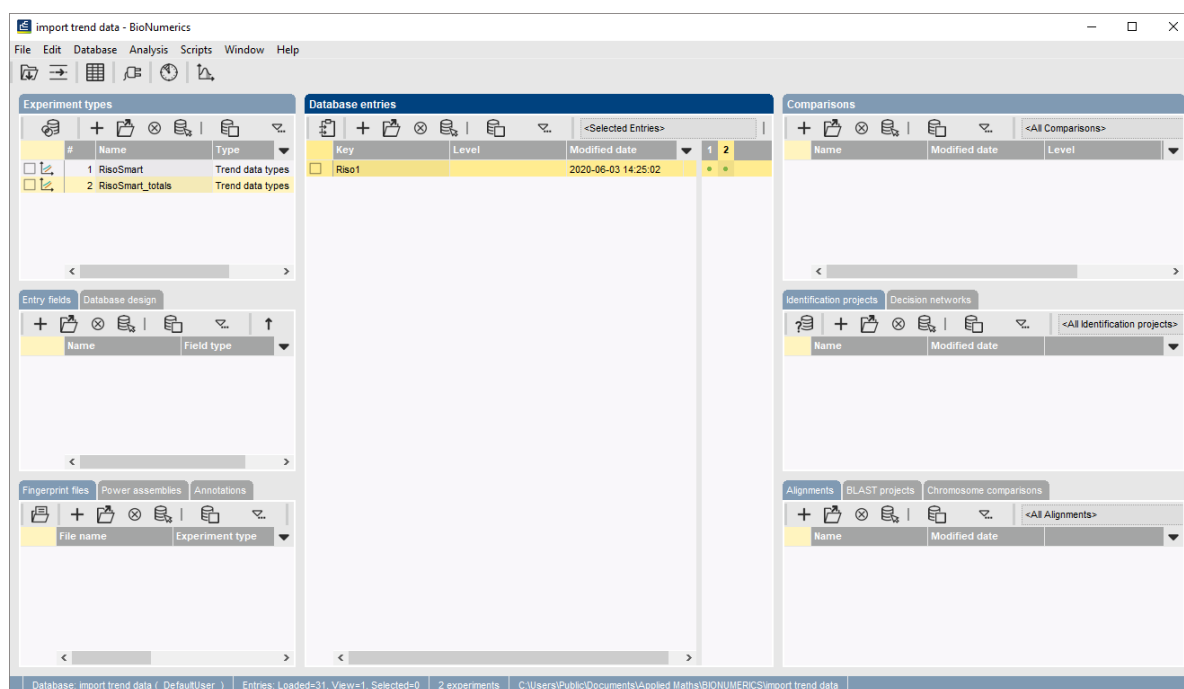 import trend data - BioNumerics
File Edit Database Analysis Scripts Window Help
Experiment types
# Name Type
1 RisoSmart Trend data types
2 RisoSmart_totals Trend data types
Entry fields Database design
Name Field type
Fingerprint files Power assemblies Annotations
File name Experiment type
Database entries
<Selected Entries>
Key Level Modified date 1 2
Riso1 2020-06-03 14:25:02
Comparisons
<All Comparisons>
Name Modified date Level
Identification projects Decision networks
<All Identification projects>
Name Modified date
Alignments BLAST projects Chromosome comparisons
<All Alignments>
Name Modified date
Database: import trend data (_DefaultUser_) Entries: Loaded=31, View=1, Selected=0 2 experiments C:\Users\Public\Documents\Applied Maths\BIONUMERICS\import trend data